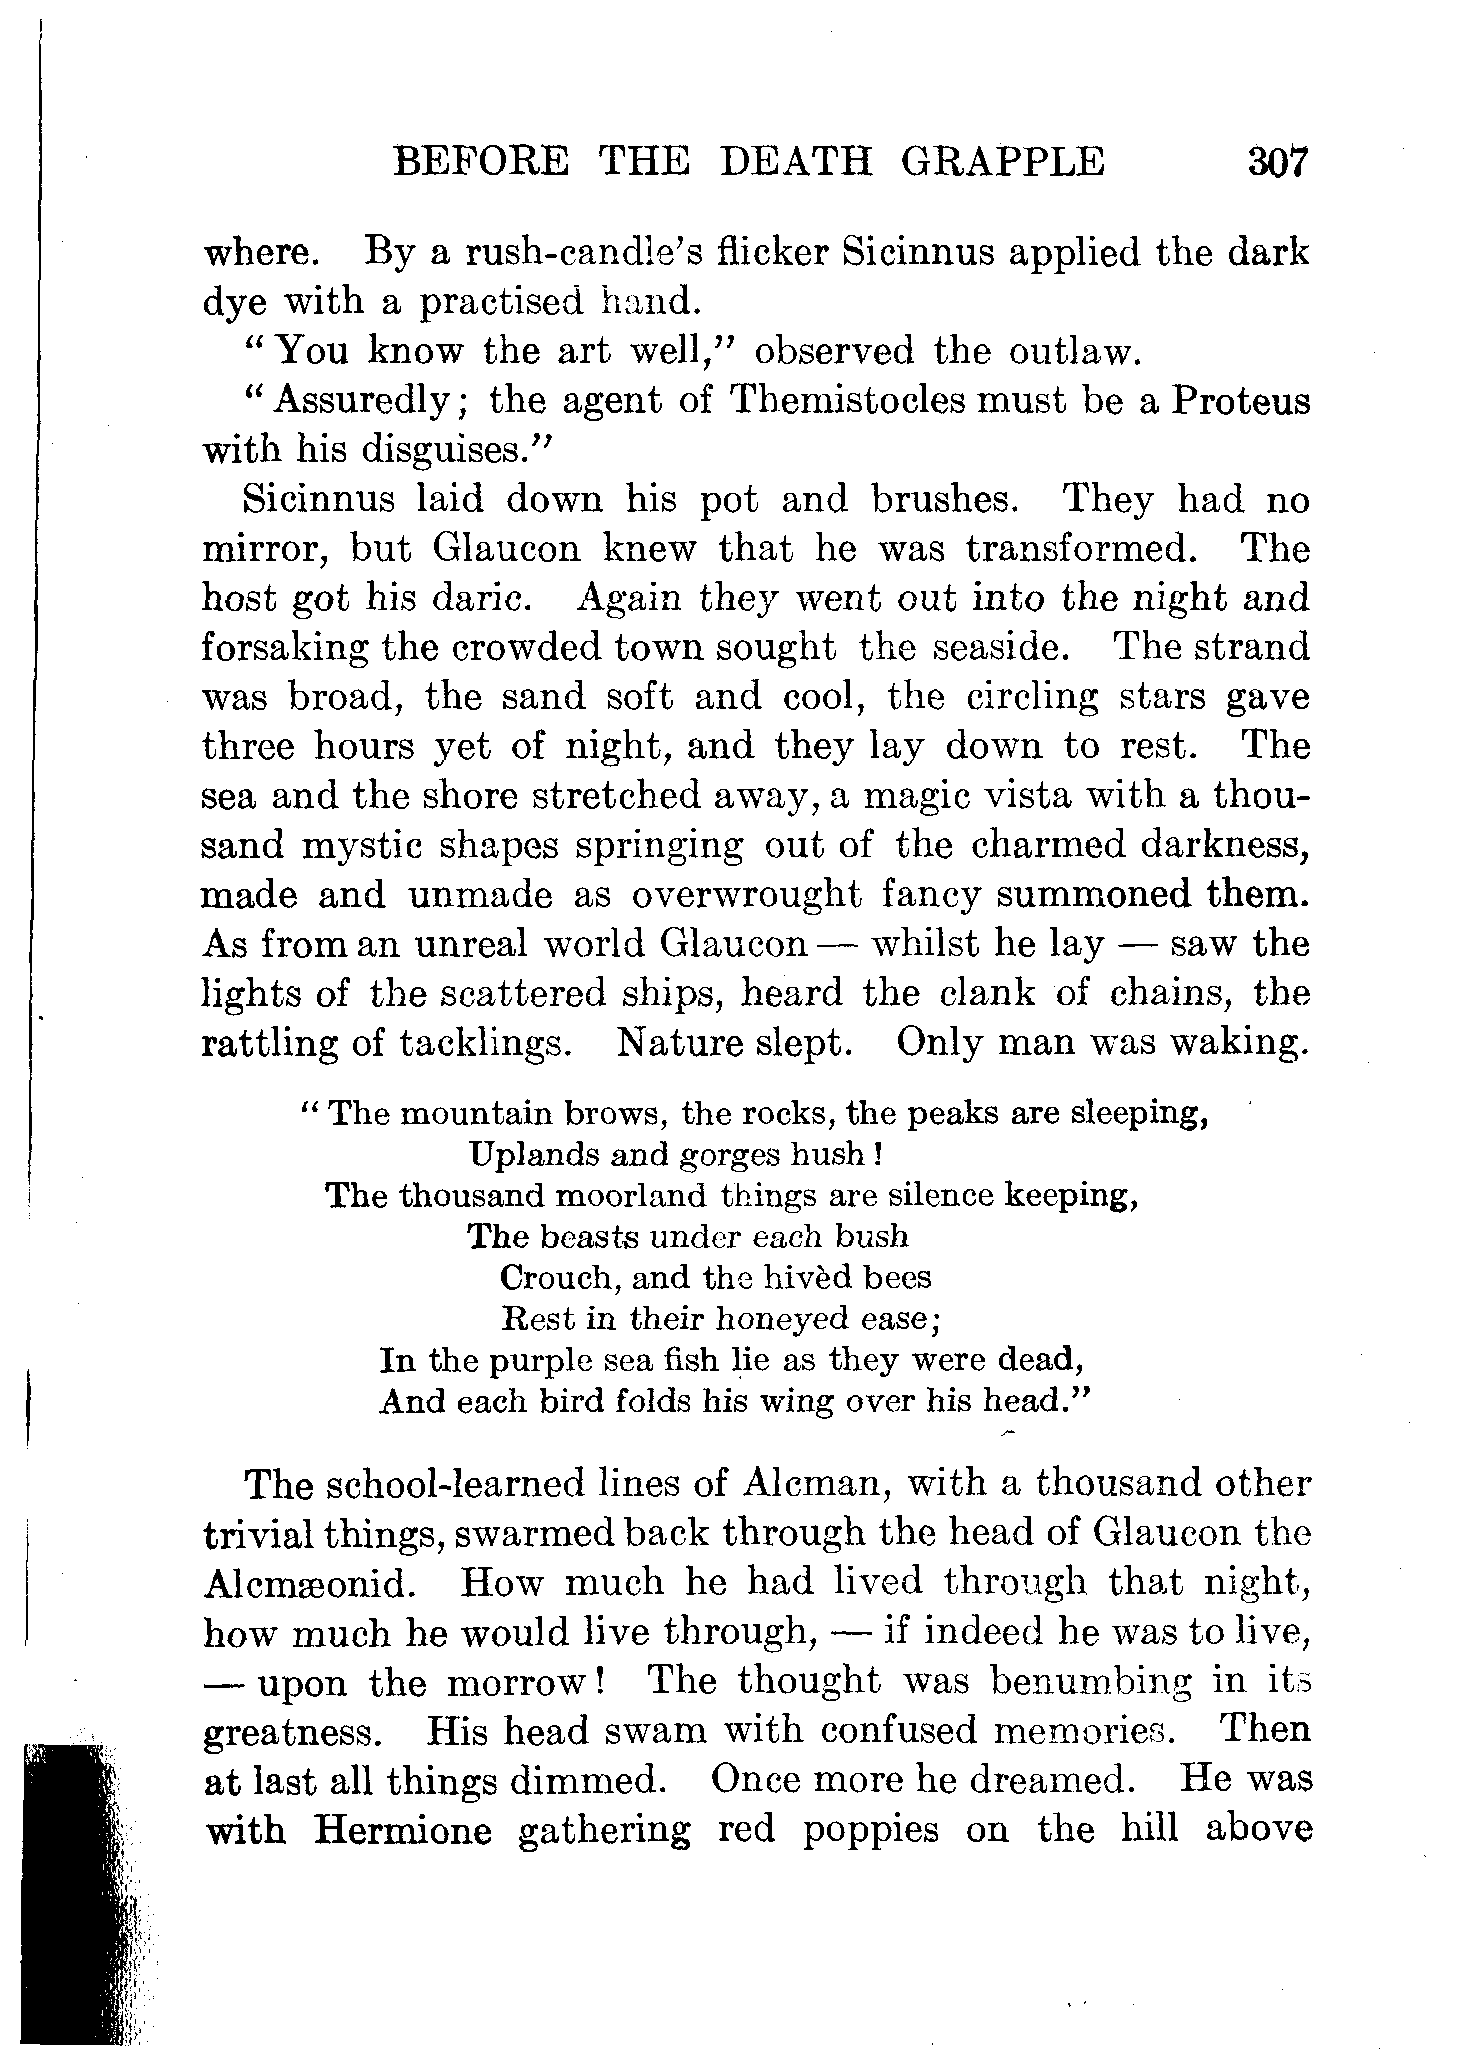 BEFORE THE DEATH GRAPPLE 307
where. By a rush-candle's flicker Sicinnus applied the dark
dye with a practised hand.
"You know the art well," observed the outlaw.
"Assuredly; the agent of Themistocles must be a Proteus
with his disguises."
Sicinnus laid down his pot and brushes. They had no
mirror, but Glaucon knew that he was transformed. The
host got his daric. Again they went out into the night and
forsaking the crowded town sought the seaside. The strand
was broad, the sand soft and cool, the circling stars gave
three hours yet of night, and they lay down to rest. The
sea and the shore stretched away, a magic vista with a thou-
sand mystic shapes springing out of the charmed darkness,
made and unmade as overwrought fancy summoned them.
As from an unreal world Glaucon — whilst he lay — saw the
lights of the scattered ships, heard the clank of chains, the
rattling of tacklings. Nature slept. Only man was waking.
"The mountain brows, the rocks, the peaks are sleeping,
Uplands and gorges hush!
The thousand moorland things are silence keeping,
The beasts under each bush
Crouch, and the hivèd bees
Rest in their honeyed ease;
In the purple sea fish lie as they were dead,
And each bird folds his wing over his head."
The school-learned lines of Alcman, with a thousand other
trivial things, swarmed back through the head of Glaucon the
Alcmæonid. How much he had lived through that night,
how much he would live through, — if indeed he was to live,
— upon the morrow! The thought was benumbing in its
greatness. His head swam with confused memories. Then
at last all things dimmed. Once more he dreamed. He was
with Hermione gathering red poppies on the hill above